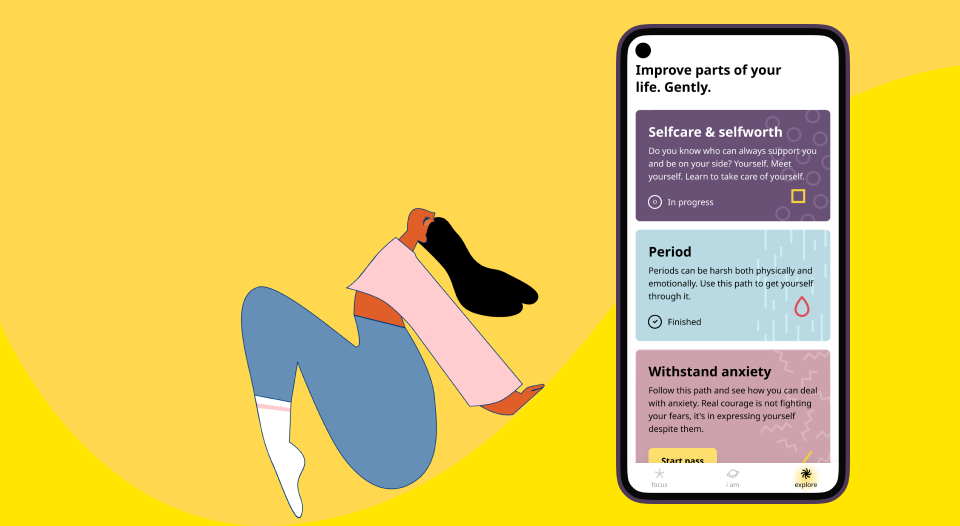 Improve parts of your
life. Gently.
Selfcare & selfworth
Do you know who can always support you
and be on your side? Yourself. Meet
yourself. Learn to take care of yourself.
In progress
Period
Periods can be harsh both physically and
emotionally. Use this path to get yourself
through it.
Finished
Withstand anxiety
Follow this path and see how you can deal
with anxiety. Real courage is not fighting
your fears, it's in expressing yourself
despite them.
Start pass
focus
i am
explore